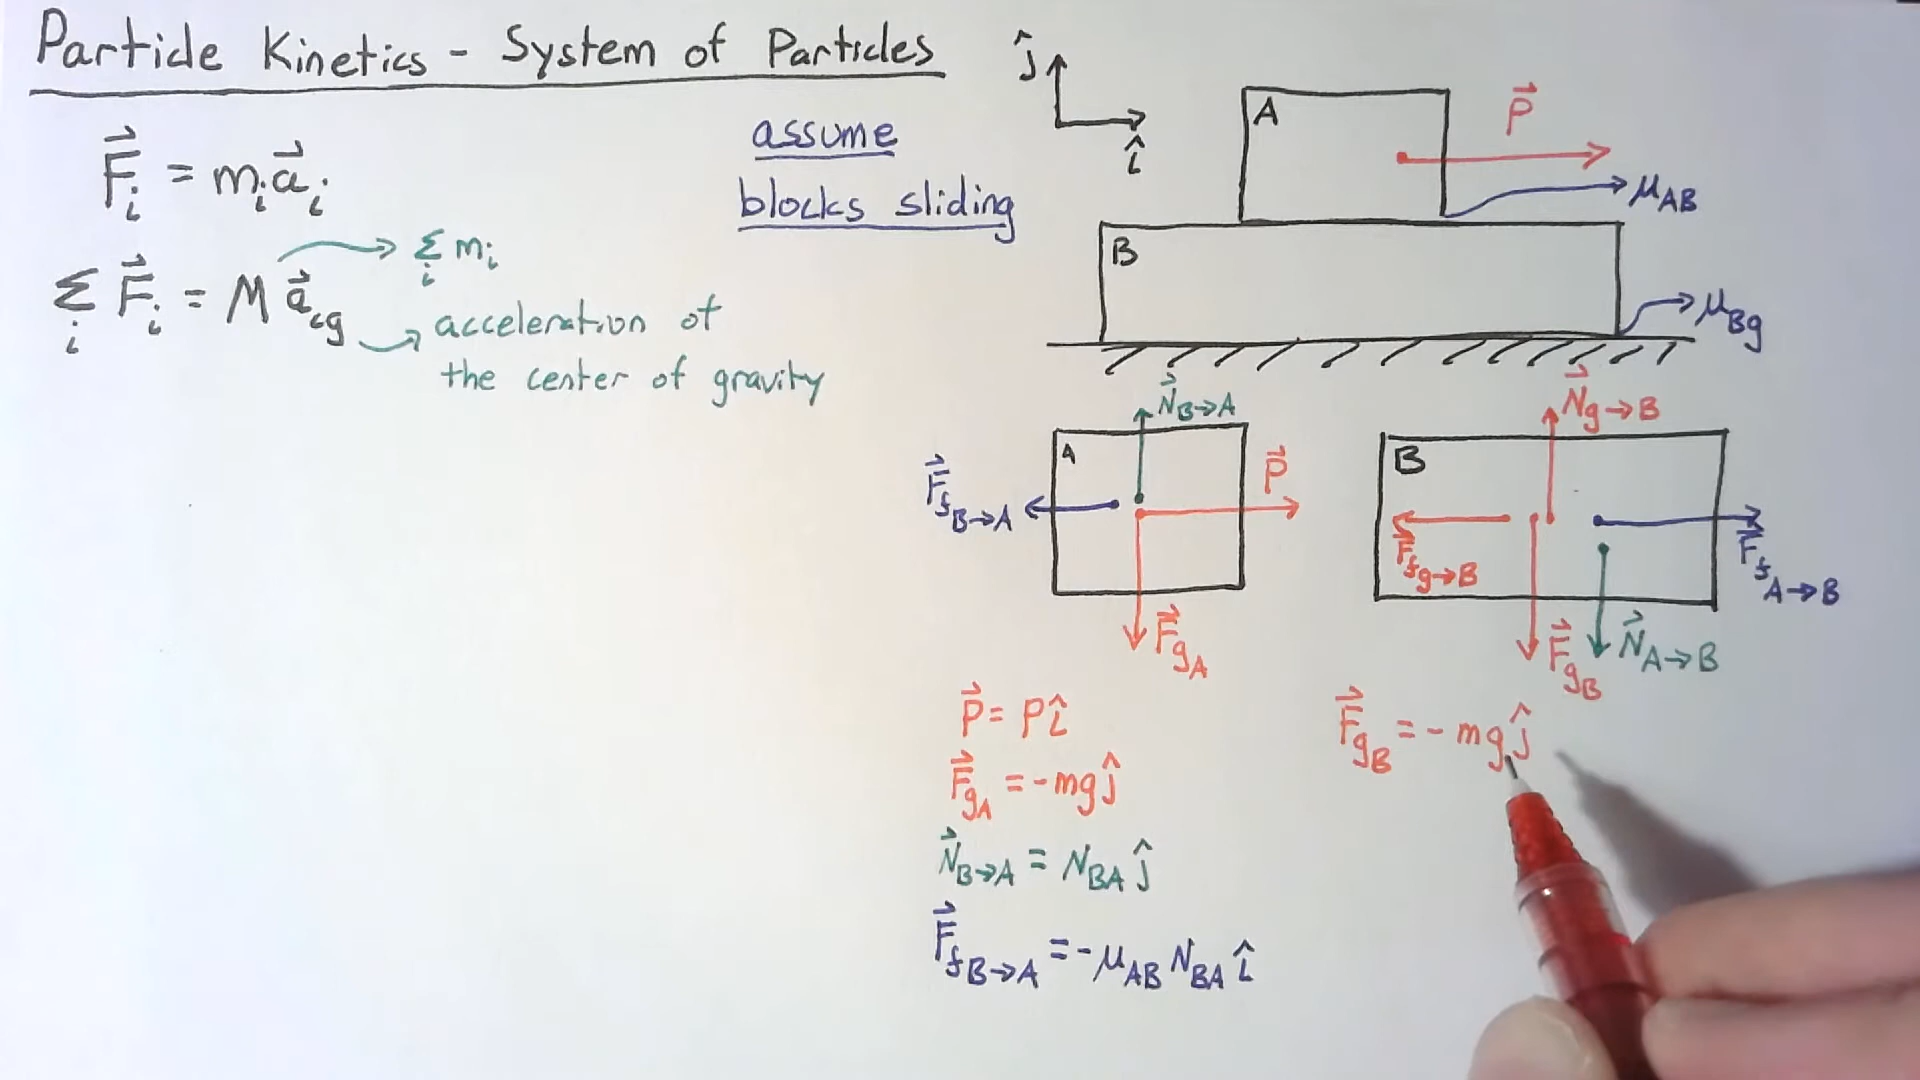 Particle Kinetics - System of Particles
F⃗ᵢ = mᵢa⃗ᵢ
Σᵢ F⃗ᵢ = M a⃗cg
Σᵢ mᵢ
acceleration of
the center of gravity
assume
blocks sliding
ĵ
î
A
P⃗
μAB
B
μBg
N⃗B→A
A
F⃗fB→A
P⃗
F⃗gA
N⃗g→B
B
F⃗fg→B
F⃗fA→B
F⃗gB
N⃗A→B
P⃗ = Pî
F⃗gA = -mgĵ
N⃗B→A = NBA ĵ
F⃗fB→A = -μAB NBA î
F⃗gB = -mgĵ